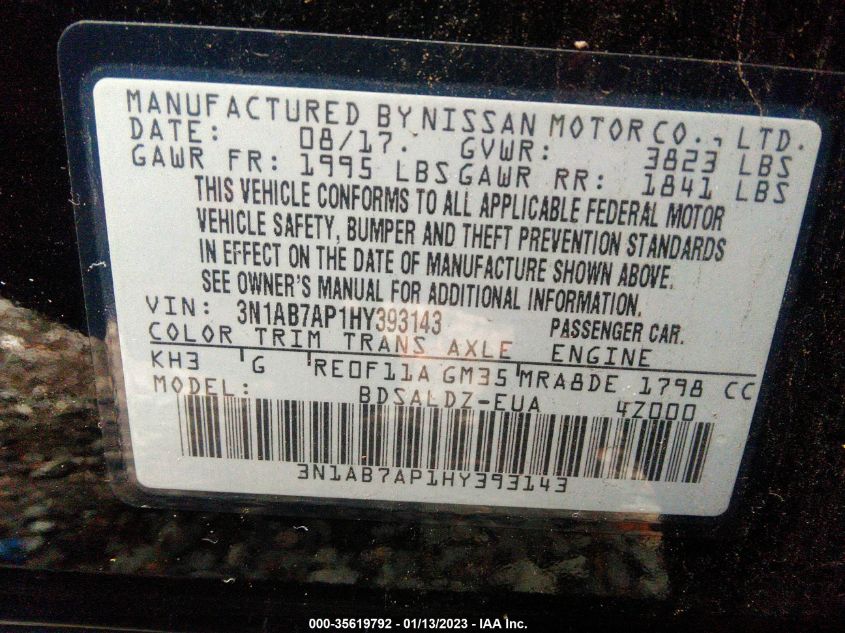 MANUFACTURED BY NISSAN MOTOR CO., LTD.
DATE: 08/17. GVWR: 3823 LBS
GAWR FR: 1995 LBS GAWR RR: 1841 LBS
THIS VEHICLE CONFORMS TO ALL APPLICABLE FEDERAL MOTOR
VEHICLE SAFETY, BUMPER AND THEFT PREVENTION STANDARDS
IN EFFECT ON THE DATE OF MANUFACTURE SHOWN ABOVE.
SEE OWNER'S MANUAL FOR ADDITIONAL INFORMATION.
VIN: 3N1AB7AP1HY393143 PASSENGER CAR.
COLOR TRIM TRANS AXLE ENGINE
KH3 G RE0F11A GM35 MRA8DE 1798 CC
MODEL: BDSALDZ-EUA 4Z000
3N1AB7AP1HY393143
000-35619792 - 01/13/2023 - IAA Inc.